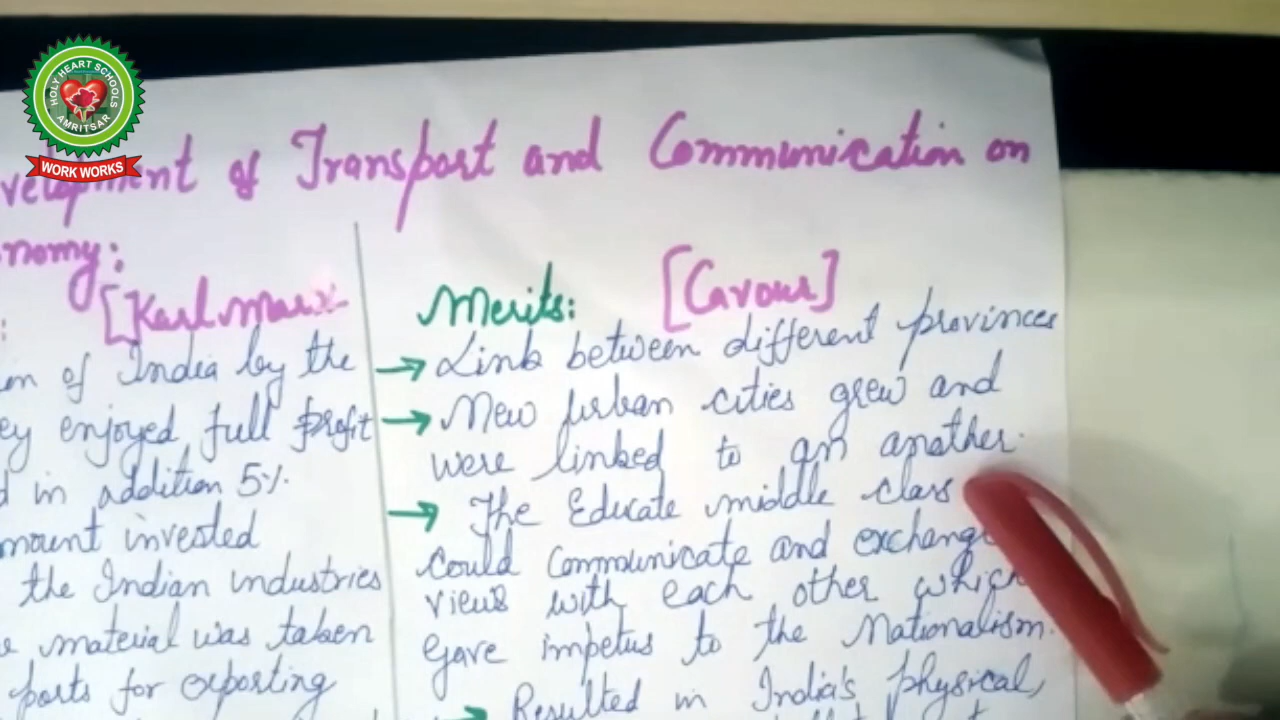 HOLY HEART SCHOOLS
AMRITSAR
WORK WORKS
velopment of Transport and Communication on
nomy:
[Karl Marx
en of India by the
ey enjoyed full profit
d in addition 5%.
mount invested
the Indian industries
material was taken
ports for exporting
Merits: [Cavour]
→ Link between different provinces
→ New urban cities grew and
were linked to an another.
→ The Educate middle class
could communicate and exchange
views with each other which
gave impetus to the Nationalism.
→ Resulted in India's physical,